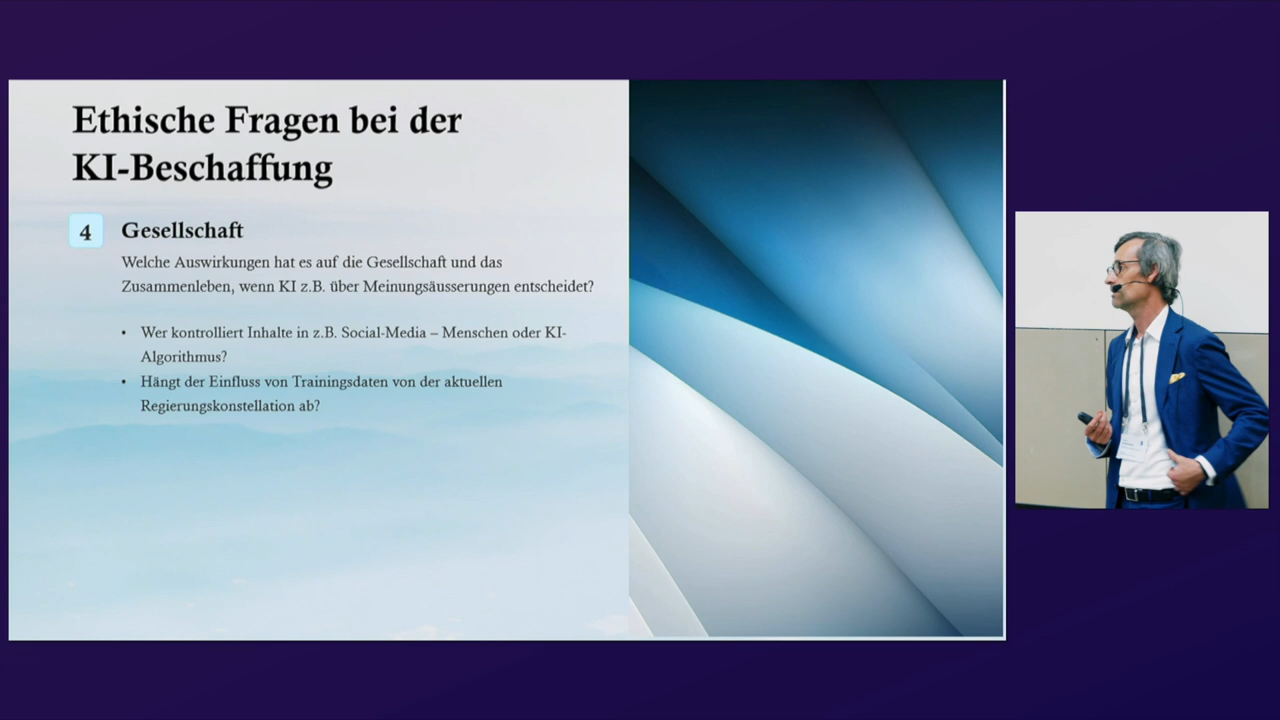 Ethische Fragen bei der
KI-Beschaffung
4 Gesellschaft
Welche Auswirkungen hat es auf die Gesellschaft und das
Zusammenleben, wenn KI z.B. über Meinungsäusserungen entscheidet?
• Wer kontrolliert Inhalte in z.B. Social-Media – Menschen oder KI-
Algorithmus?
• Hängt der Einfluss von Trainingsdaten von der aktuellen
Regierungskonstellation ab?